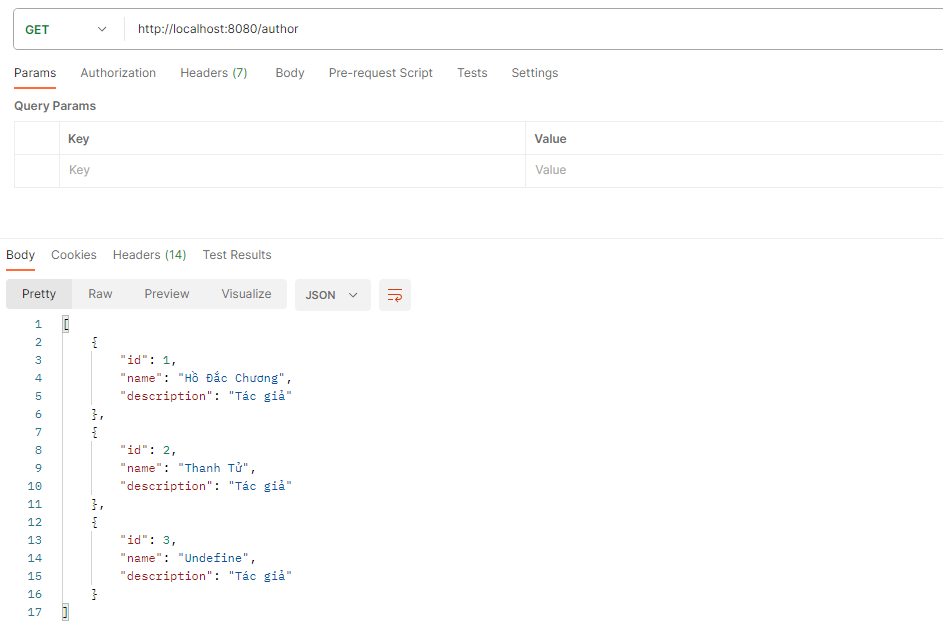 GET http://localhost:8080/author
Params Authorization Headers (7) Body Pre-request Script Tests Settings
Query Params
Key Value
Key Value
Body Cookies Headers (14) Test Results
Pretty Raw Preview Visualize JSON
1 [
2 {
3 "id": 1,
4 "name": "Hồ Đắc Chương",
5 "description": "Tác giả"
6 },
7 {
8 "id": 2,
9 "name": "Thanh Tử",
10 "description": "Tác giả"
11 },
12 {
13 "id": 3,
14 "name": "Undefine",
15 "description": "Tác giả"
16 }
17 ]